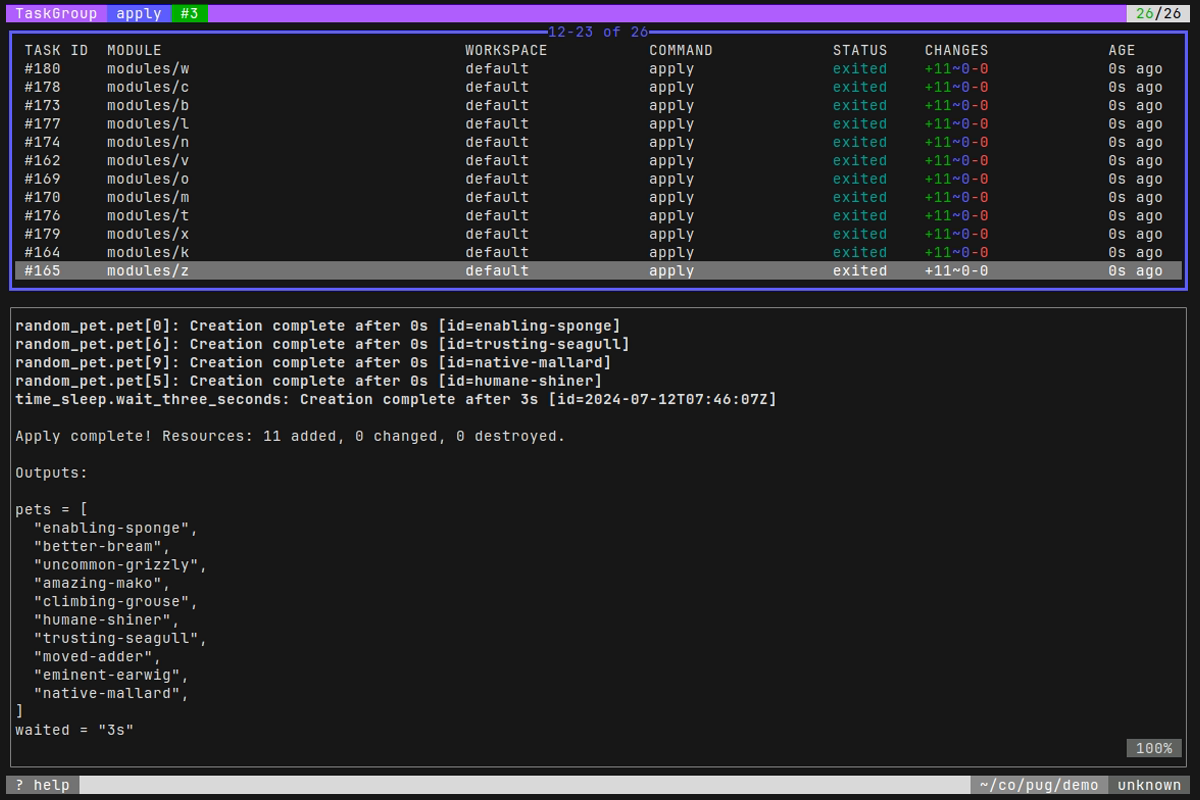 TaskGroup apply #3 26/26
12-23 of 26
TASK ID MODULE WORKSPACE COMMAND STATUS CHANGES AGE
#180 modules/w default apply exited +11~0-0 0s ago
#178 modules/c default apply exited +11~0-0 0s ago
#173 modules/b default apply exited +11~0-0 0s ago
#177 modules/l default apply exited +11~0-0 0s ago
#174 modules/n default apply exited +11~0-0 0s ago
#162 modules/v default apply exited +11~0-0 0s ago
#169 modules/o default apply exited +11~0-0 0s ago
#170 modules/m default apply exited +11~0-0 0s ago
#176 modules/t default apply exited +11~0-0 0s ago
#179 modules/x default apply exited +11~0-0 0s ago
#164 modules/k default apply exited +11~0-0 0s ago
#165 modules/z default apply exited +11~0-0 0s ago
random_pet.pet[0]: Creation complete after 0s [id=enabling-sponge]
random_pet.pet[6]: Creation complete after 0s [id=trusting-seagull]
random_pet.pet[9]: Creation complete after 0s [id=native-mallard]
random_pet.pet[5]: Creation complete after 0s [id=humane-shiner]
time_sleep.wait_three_seconds: Creation complete after 3s [id=2024-07-12T07:46:07Z]
Apply complete! Resources: 11 added, 0 changed, 0 destroyed.
Outputs:
pets = [
"enabling-sponge",
"better-bream",
"uncommon-grizzly",
"amazing-mako",
"climbing-grouse",
"humane-shiner",
"trusting-seagull",
"moved-adder",
"eminent-earwig",
"native-mallard",
]
waited = "3s"
100%
? help ~/co/pug/demo unknown